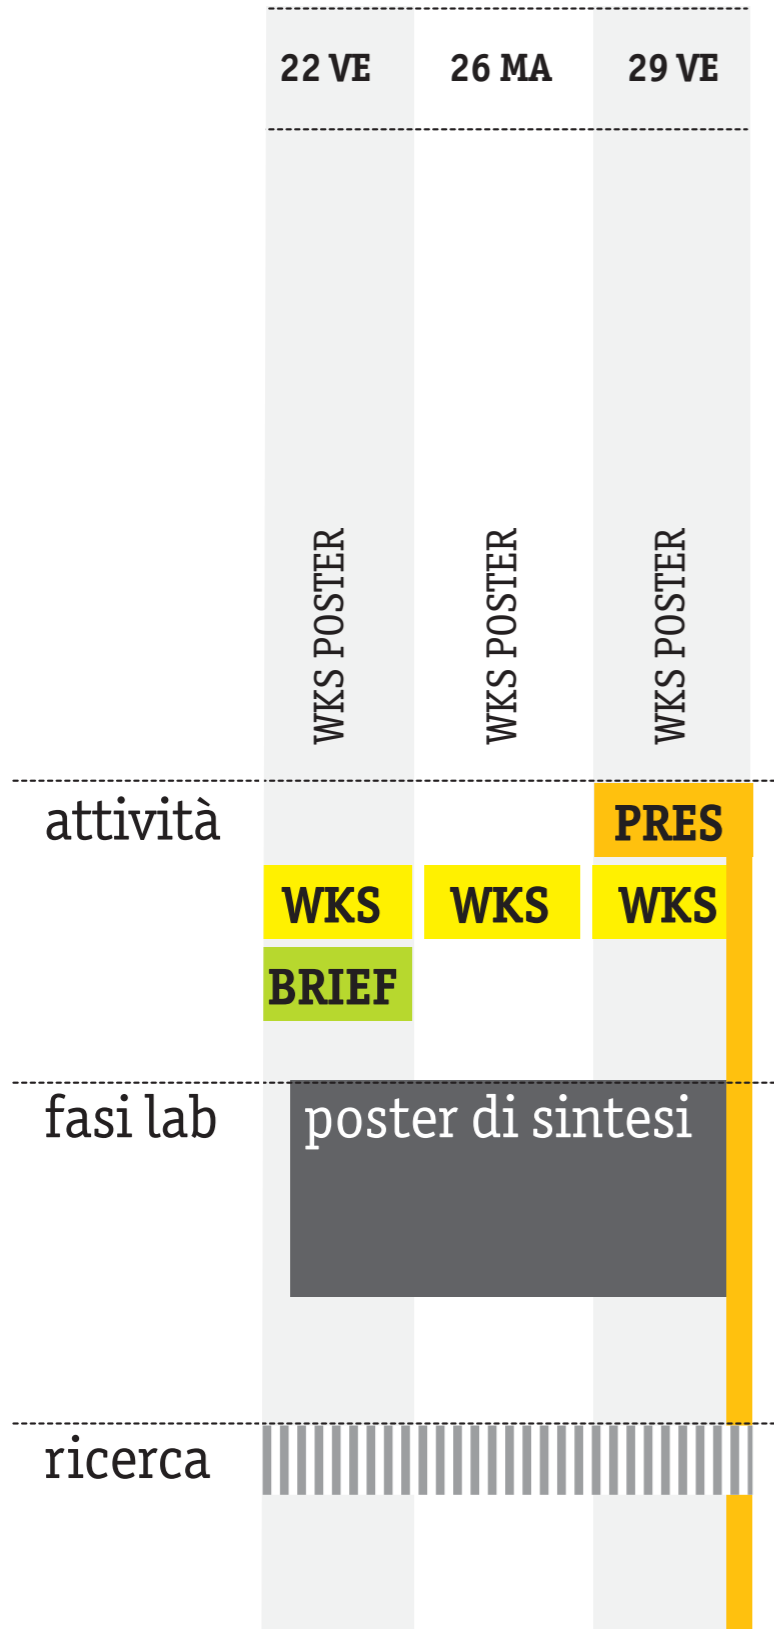 22 VE 26 MA 29 VE
WKS POSTER
WKS POSTER
WKS POSTER
attività PRES
WKS WKS WKS
BRIEF
fasi lab poster di sintesi
ricerca